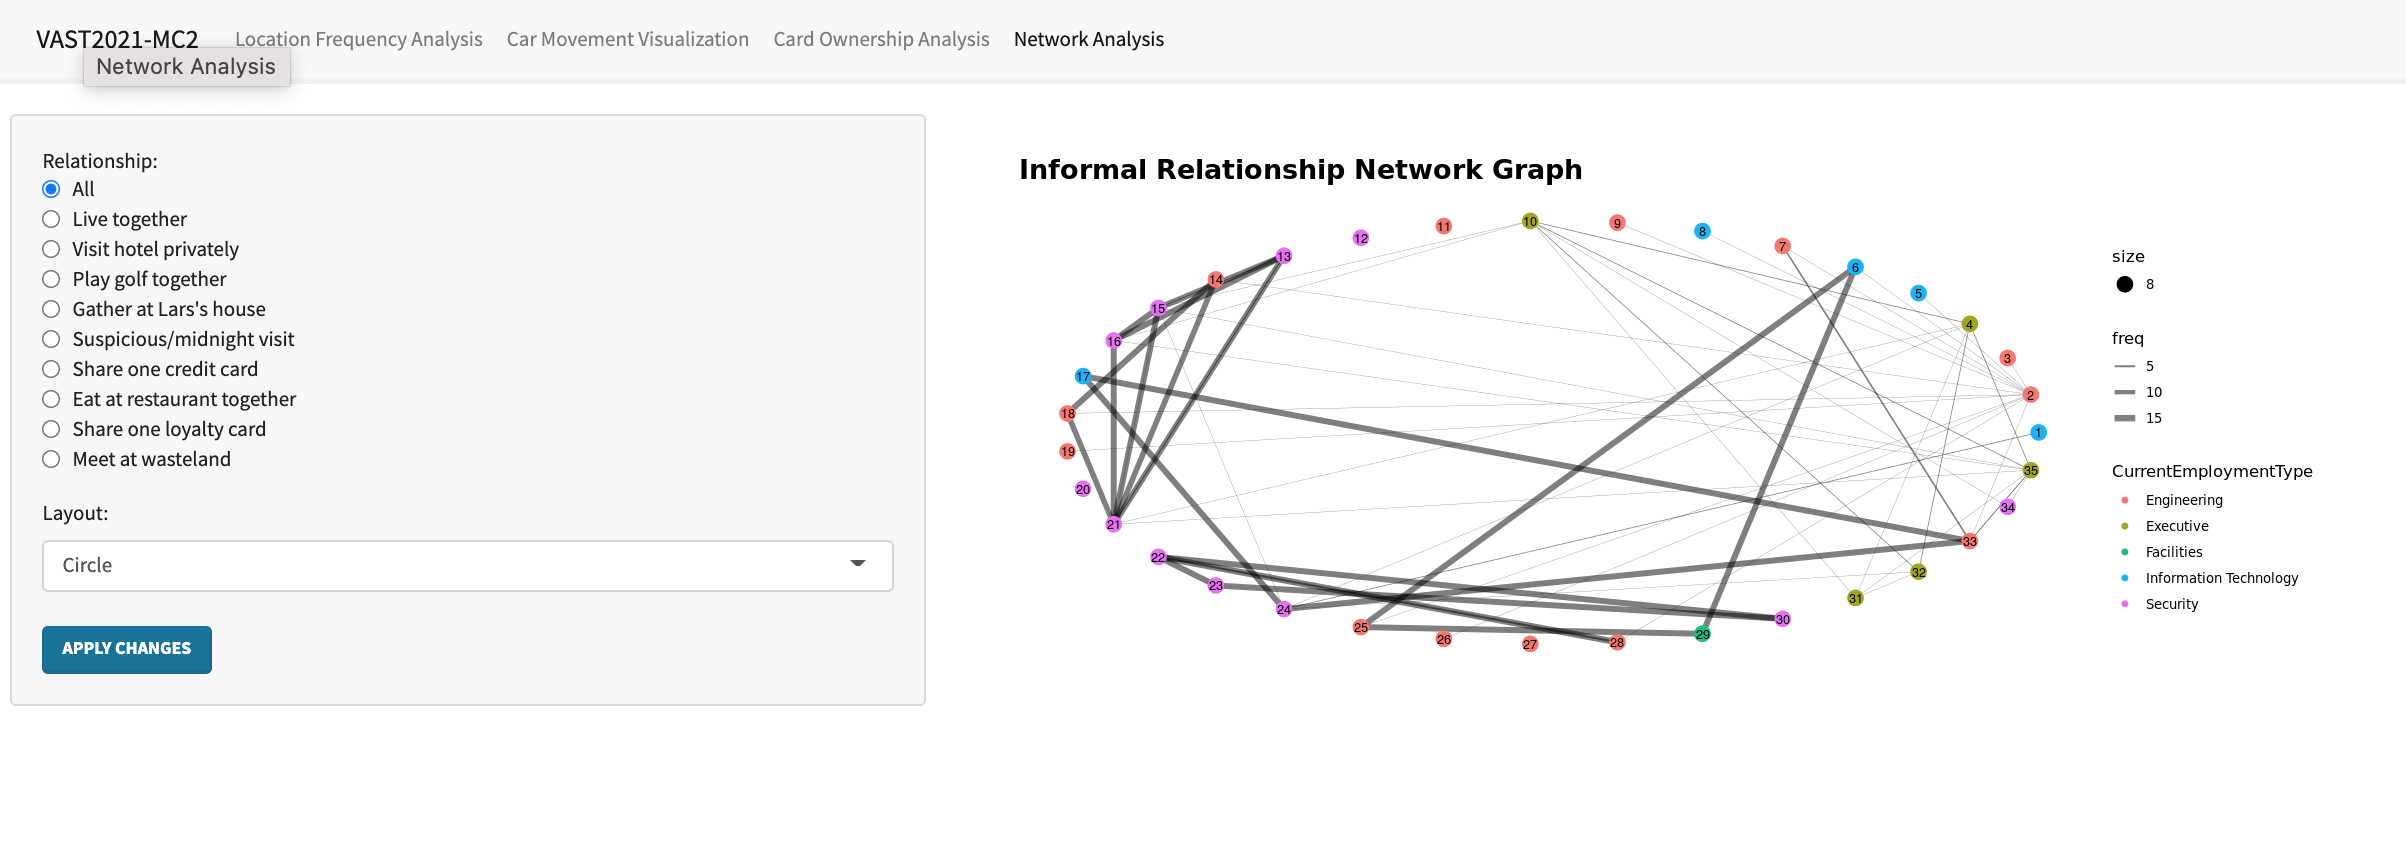 VAST2021-MC2 Location Frequency Analysis Car Movement Visualization Card Ownership Analysis Network Analysis
Network Analysis
Relationship:
All
Live together
Visit hotel privately
Play golf together
Gather at Lars's house
Suspicious/midnight visit
Share one credit card
Eat at restaurant together
Share one loyalty card
Meet at wasteland
Layout:
Circle
APPLY CHANGES
Informal Relationship Network Graph
10
9
11
8
12
7
13
6
14
5
15
4
16
3
17
2
18
1
19
35
20
34
21
33
22
32
23
31
24
30
25
29
26
28
27
size
8
freq
5
10
15
CurrentEmploymentType
Engineering
Executive
Facilities
Information Technology
Security